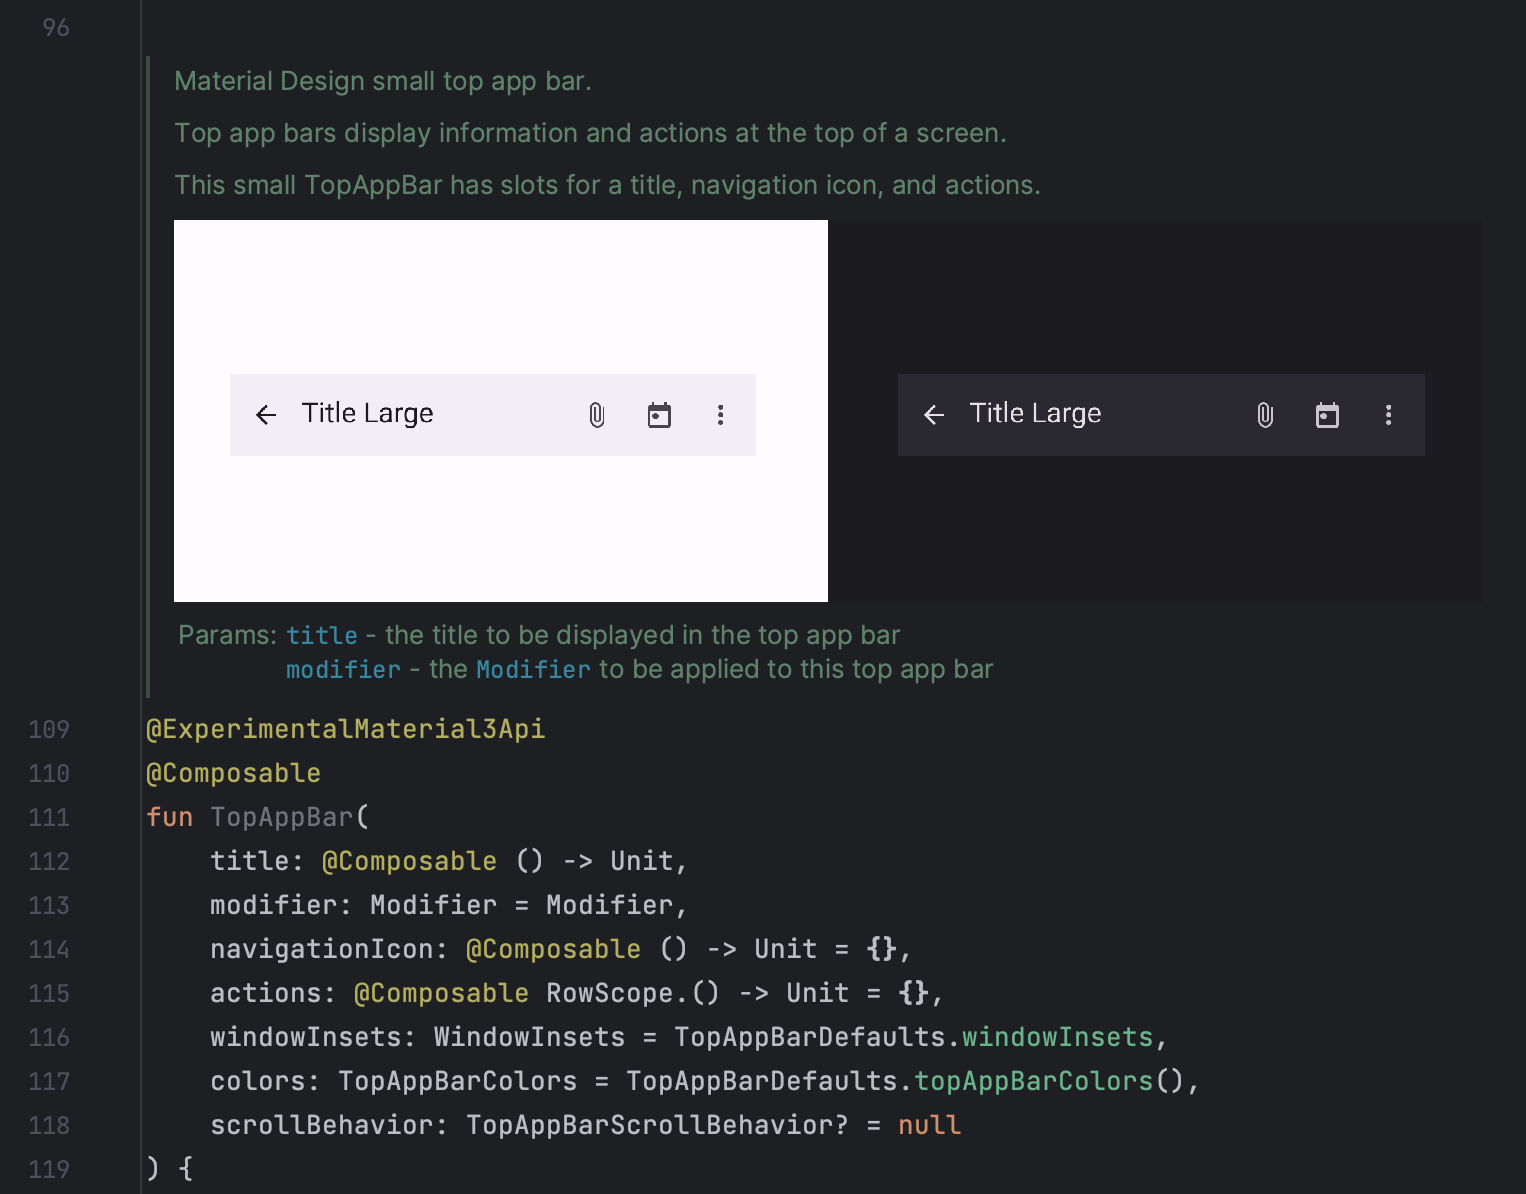 96
Material Design small top app bar.
Top app bars display information and actions at the top of a screen.
This small TopAppBar has slots for a title, navigation icon, and actions.
Title Large
Title Large
Params: title - the title to be displayed in the top app bar
modifier - the Modifier to be applied to this top app bar
109 @ExperimentalMaterial3Api
110 @Composable
111 fun TopAppBar(
112 title: @Composable () -> Unit,
113 modifier: Modifier = Modifier,
114 navigationIcon: @Composable () -> Unit = {},
115 actions: @Composable RowScope.() -> Unit = {},
116 windowInsets: WindowInsets = TopAppBarDefaults.windowInsets,
117 colors: TopAppBarColors = TopAppBarDefaults.topAppBarColors(),
118 scrollBehavior: TopAppBarScrollBehavior? = null
119 ) {